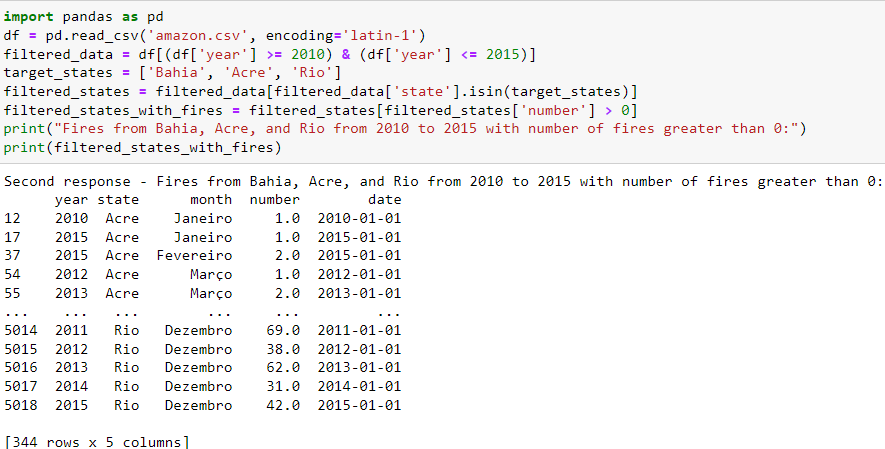 import pandas as pd
df = pd.read_csv('amazon.csv', encoding='latin-1')
filtered_data = df[(df['year'] >= 2010) & (df['year'] <= 2015)]
target_states = ['Bahia', 'Acre', 'Rio']
filtered_states = filtered_data[filtered_data['state'].isin(target_states)]
filtered_states_with_fires = filtered_states[filtered_states['number'] > 0]
print("Fires from Bahia, Acre, and Rio from 2010 to 2015 with number of fires greater than 0:")
print(filtered_states_with_fires)
Second response - Fires from Bahia, Acre, and Rio from 2010 to 2015 with number of fires greater than 0:
      year state      month  number        date
12    2010  Acre    Janeiro     1.0  2010-01-01
17    2015  Acre    Janeiro     1.0  2015-01-01
37    2015  Acre  Fevereiro     2.0  2015-01-01
54    2012  Acre      Março     1.0  2012-01-01
55    2013  Acre      Março     2.0  2013-01-01
...    ...   ...        ...     ...         ...
5014  2011   Rio   Dezembro    69.0  2011-01-01
5015  2012   Rio   Dezembro    38.0  2012-01-01
5016  2013   Rio   Dezembro    62.0  2013-01-01
5017  2014   Rio   Dezembro    31.0  2014-01-01
5018  2015   Rio   Dezembro    42.0  2015-01-01
[344 rows x 5 columns]